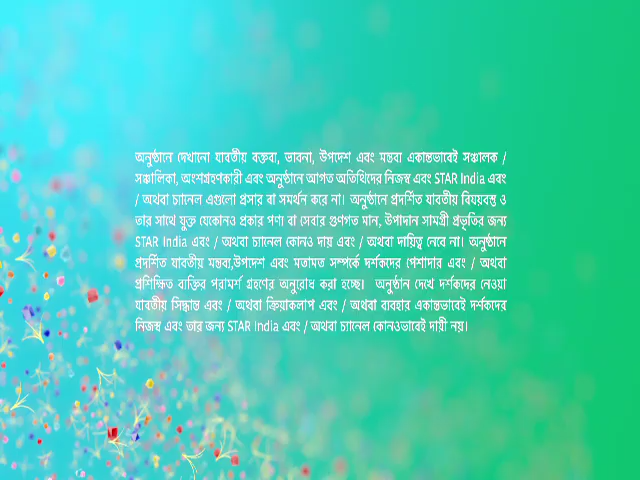 অনুষ্ঠানে দেখানো যাবতীয় বক্তব্য, ভাবনা, উপদেশ এবং মন্তব্য একান্তভাবেই সঞ্চালক /
সঞ্চালিকা, অংশগ্রহণকারী এবং অনুষ্ঠানে আগত অতিথিদের নিজস্ব এবং STAR India এবং
/ অথবা চ্যানেল এগুলো প্রসার বা সমর্থন করে না। অনুষ্ঠানে প্রদর্শিত যাবতীয় বিষয়বস্তু ও
তার সাথে যুক্ত যেকোনও প্রকার পণ্য বা সেবার গুণগত মান, উপাদান সামগ্রী প্রভৃতির জন্য
STAR India এবং / অথবা চ্যানেল কোনও দায় এবং / অথবা দায়িত্ব নেবে না। অনুষ্ঠানে
প্রদর্শিত যাবতীয় মন্তব্য,উপদেশ এবং মতামত সম্পর্কে দর্শকদের পেশাদার এবং / অথবা
প্রশিক্ষিত ব্যক্তির পরামর্শ গ্রহণের অনুরোধ করা হচ্ছে। অনুষ্ঠান দেখে দর্শকদের নেওয়া
যাবতীয় সিদ্ধান্ত এবং / অথবা ক্রিয়াকলাপ এবং / অথবা ব্যবহার একান্তভাবেই দর্শকদের
নিজস্ব এবং তার জন্য STAR India এবং / অথবা চ্যানেল কোনওভাবেই দায়ী নয়।